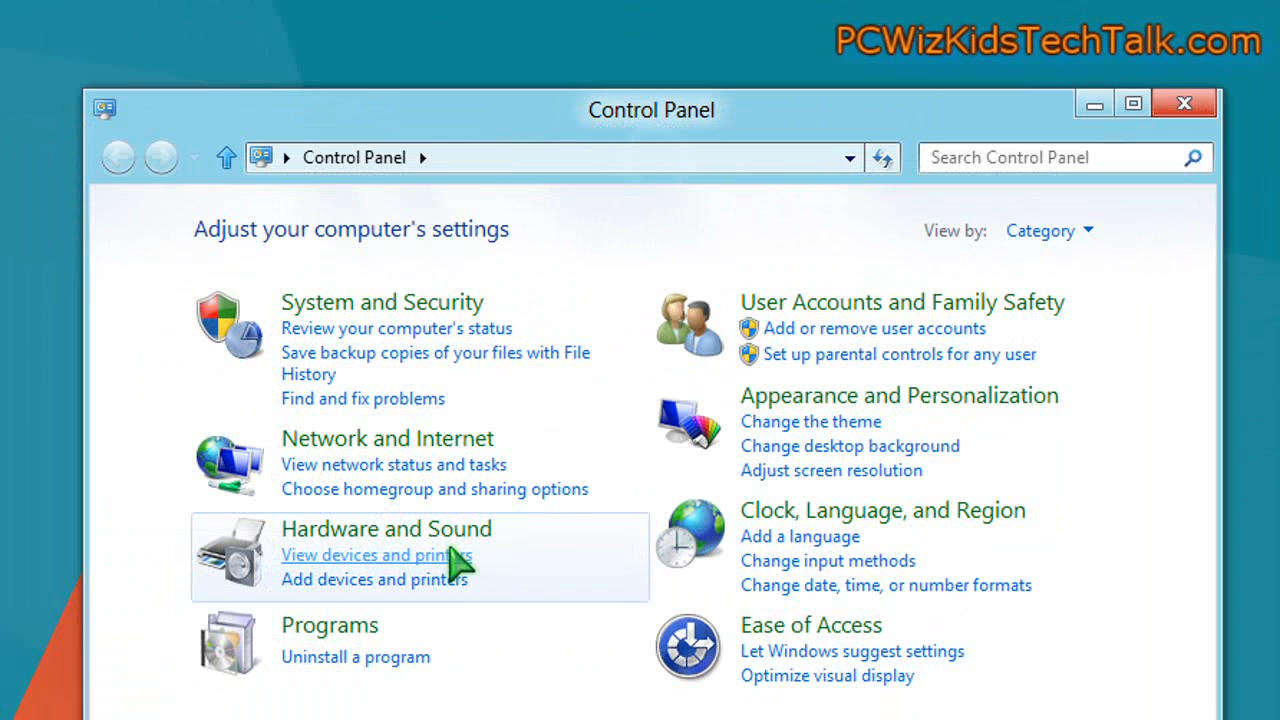 PCWizKidsTechTalk.com
Control Panel
Control Panel
Search Control Panel
Adjust your computer's settings
View by: Category
System and Security
Review your computer's status
Save backup copies of your files with File
History
Find and fix problems
Network and Internet
View network status and tasks
Choose homegroup and sharing options
Hardware and Sound
View devices and printers
Add devices and printers
Programs
Uninstall a program
User Accounts and Family Safety
Add or remove user accounts
Set up parental controls for any user
Appearance and Personalization
Change the theme
Change desktop background
Adjust screen resolution
Clock, Language, and Region
Add a language
Change input methods
Change date, time, or number formats
Ease of Access
Let Windows suggest settings
Optimize visual display